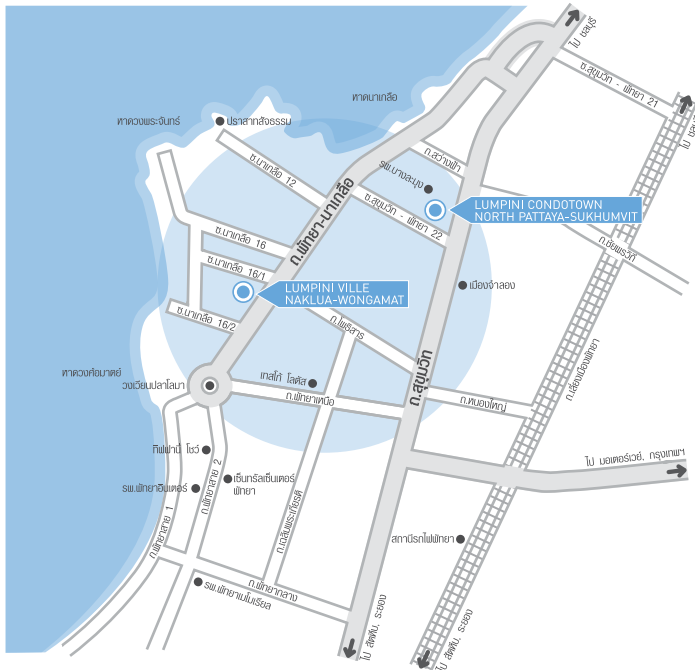 ไป ชลบุรี
ซ.สุขุมวิท - พัทยา 21
ไป ชลบุรี
หาดนาเกลือ
หาดวงพระจันทร์
ปราสาทสัจธรรม
ถ.สว่างฟ้า
ซ.นาเกลือ 12
รพ.บางละมุง
ถ.พัทยา-นาเกลือ
ซ.สุขุมวิท - พัทยา 22
LUMPINI CONDOTOWN
NORTH PATTAYA-SUKHUMVIT
ซ.นาเกลือ 16
ถ.ชัยพรวิถี
ซ.นาเกลือ 16/1
เมืองจำลอง
LUMPINI VILLE
NAKLUA-WONGAMAT
ซ.นาเกลือ 16/2
ถ.โพธิสาร
ถ.เลี่ยงเมืองพัทยา
หาดวงศ์อมาตย์
วงเวียนปลาโลมา
เทสโก้ โลตัส
ถ.สุขุมวิท
ถ.พัทยาเหนือ
ถ.หนองใหญ่
ทิฟฟานี่ โชว์
ไป มอเตอร์เวย์, กรุงเทพฯ
รพ.พัทยาอินเตอร์
ถ.พัทยาสาย 2
เซ็นทรัลเซ็นเตอร์
พัทยา
ถ.พัทยาสาย 1
ถ.เฉลิมพระเกียรติ
สถานีรถไฟพัทยา
ถ.พัทยากลาง
รพ.พัทยาเมโมเรียล
ไป สัตหีบ, ระยอง
ไป สัตหีบ, ระยอง